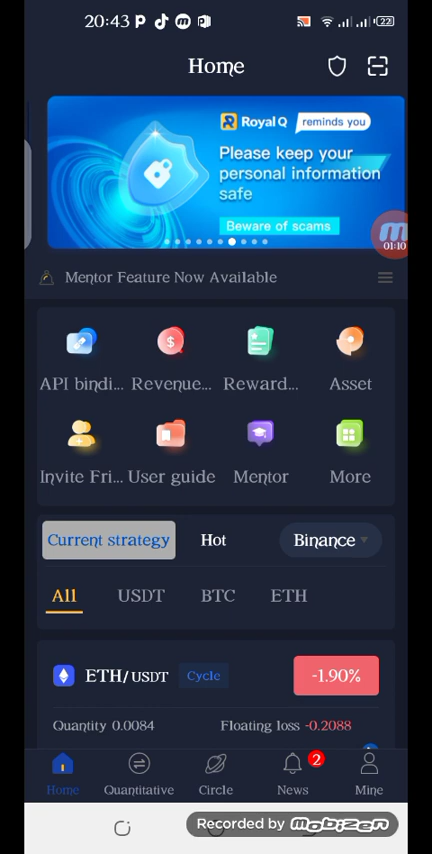 20:43
22
Home
Royal Q reminds you
Please keep your
personal information
safe
Beware of scams
01:10
Mentor Feature Now Available
API bindi... Revenue... Reward... Asset
Invite Fri... User guide Mentor More
Current strategy Hot Binance
All USDT BTC ETH
ETH/USDT Cycle -1.90%
Quantity 0.0084 Floating loss -0.2088
2
Home Quantitative Circle News Mine
Recorded by mobizen